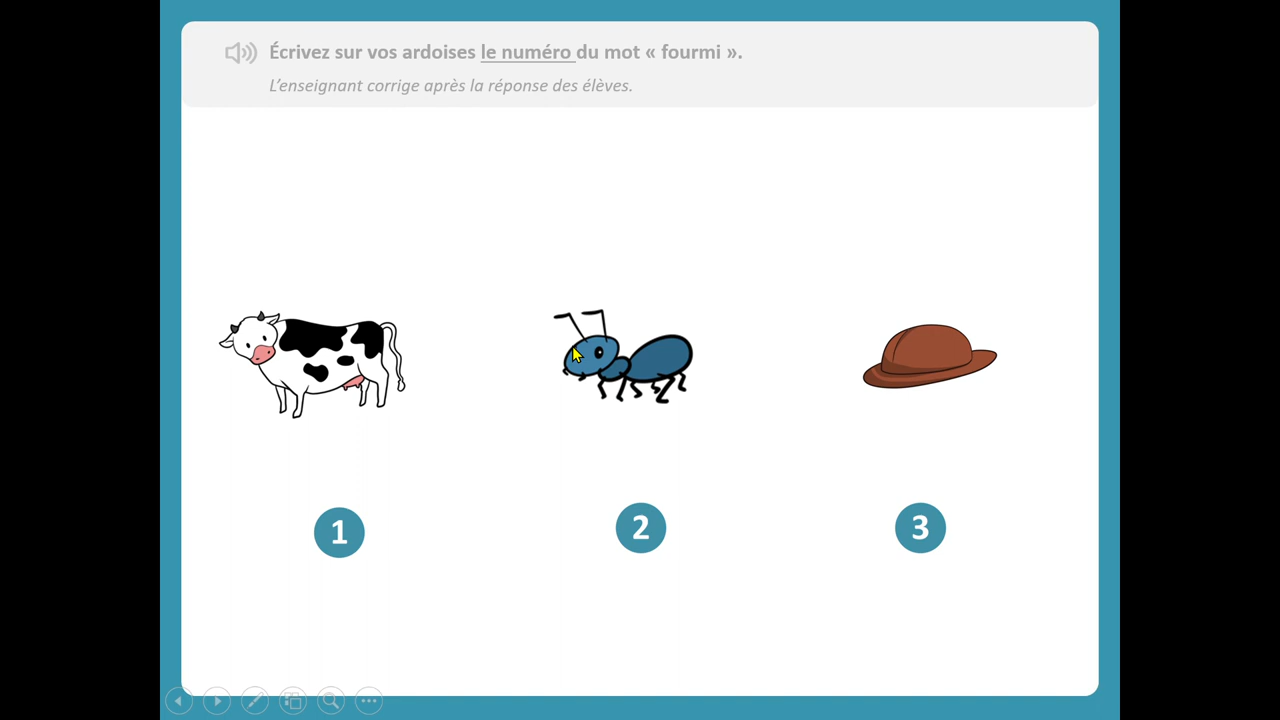 Écrivez sur vos ardoises le numéro du mot « fourmi ».
L’enseignant corrige après la réponse des élèves.
1
2
3